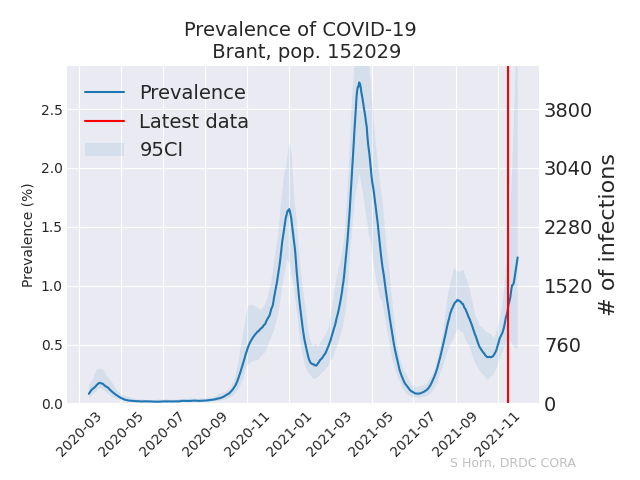 Prevalence of COVID-19
Brant, pop. 152029
Prevalence
Latest data
95CI
Prevalence (%)
2.5
2.0
1.5
1.0
0.5
0.0
3800
3040
2280
1520
760
0
# of infections
2020-03
2020-05
2020-07
2020-09
2020-11
2021-01
2021-03
2021-05
2021-07
2021-09
2021-11
S Horn, DRDC CORA